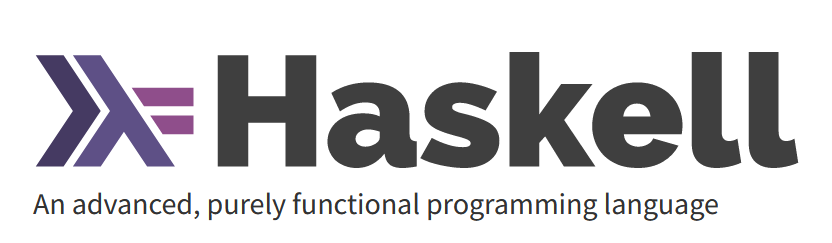 Haskell
An advanced, purely functional programming language